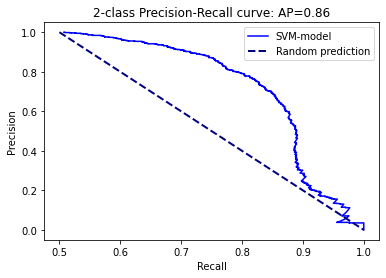 2-class Precision-Recall curve: AP=0.86
SVM-model
Random prediction
Precision
1.0
0.8
0.6
0.4
0.2
0.0
0.5 0.6 0.7 0.8 0.9 1.0
Recall